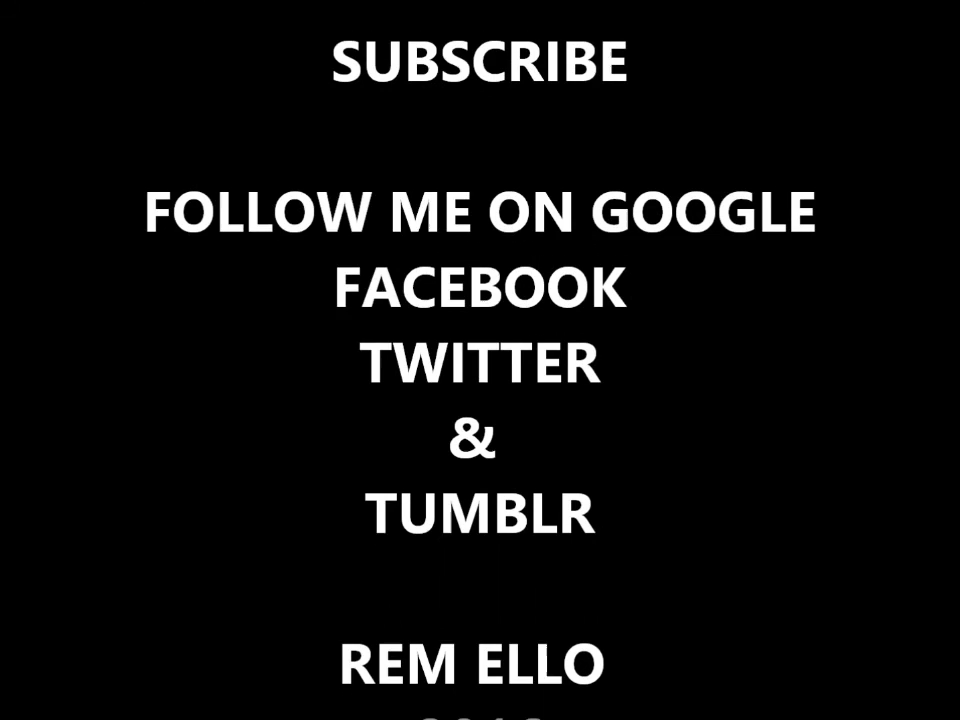 SUBSCRIBE
FOLLOW ME ON GOOGLE
FACEBOOK
TWITTER
&
TUMBLR
REM ELLO